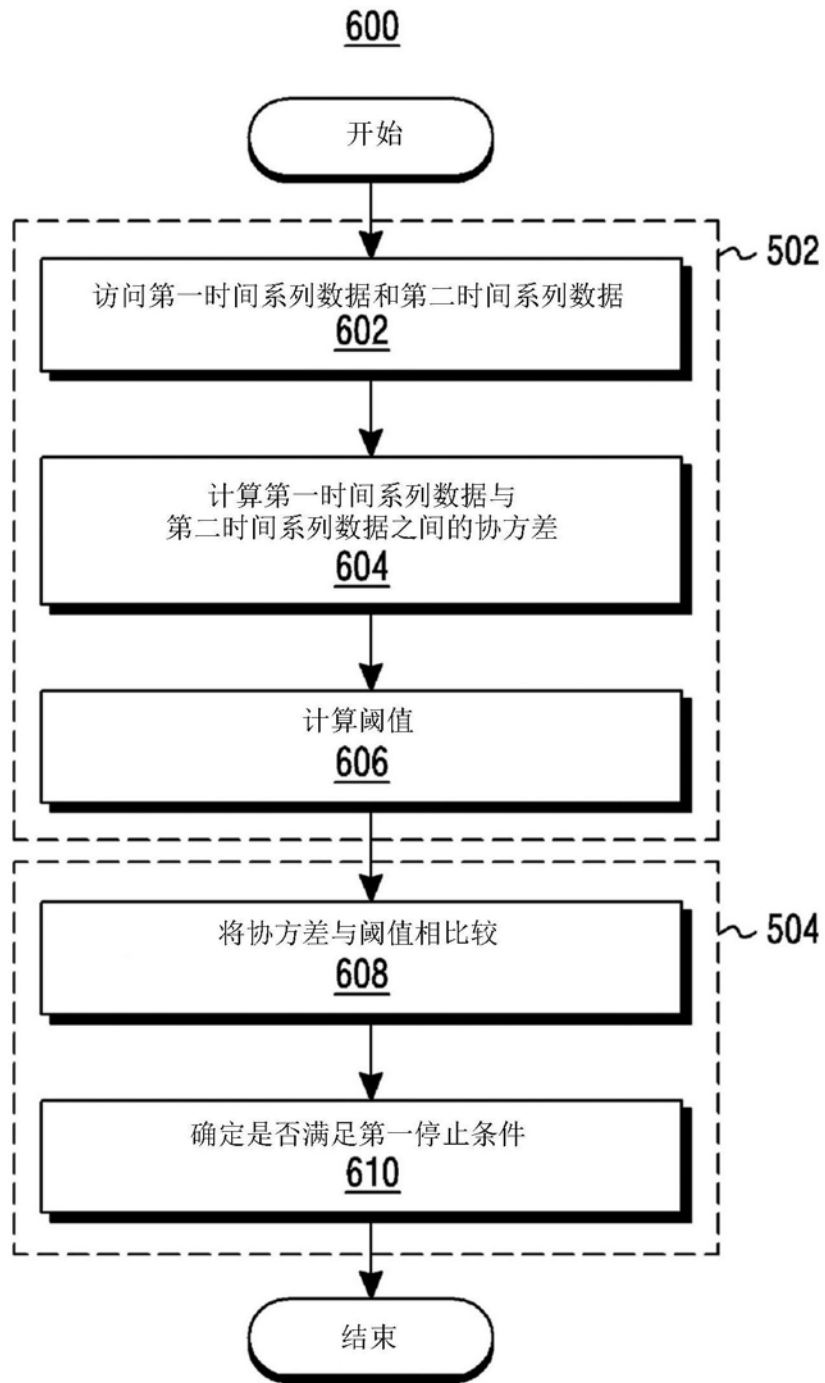 600
开始
502
访问第一时间系列数据和第二时间系列数据
602
计算第一时间系列数据与
第二时间系列数据之间的协方差
604
计算阈值
606
将协方差与阈值相比较
504
608
确定是否满足第一停止条件
610
结束